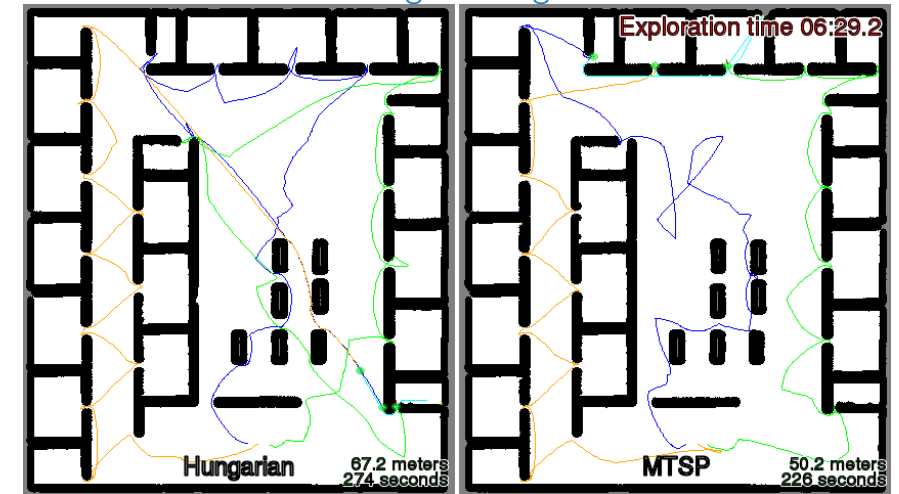 Exploration time 06:29.2
Hungarian
67.2 meters
274 seconds
MTSP
50.2 meters
226 seconds